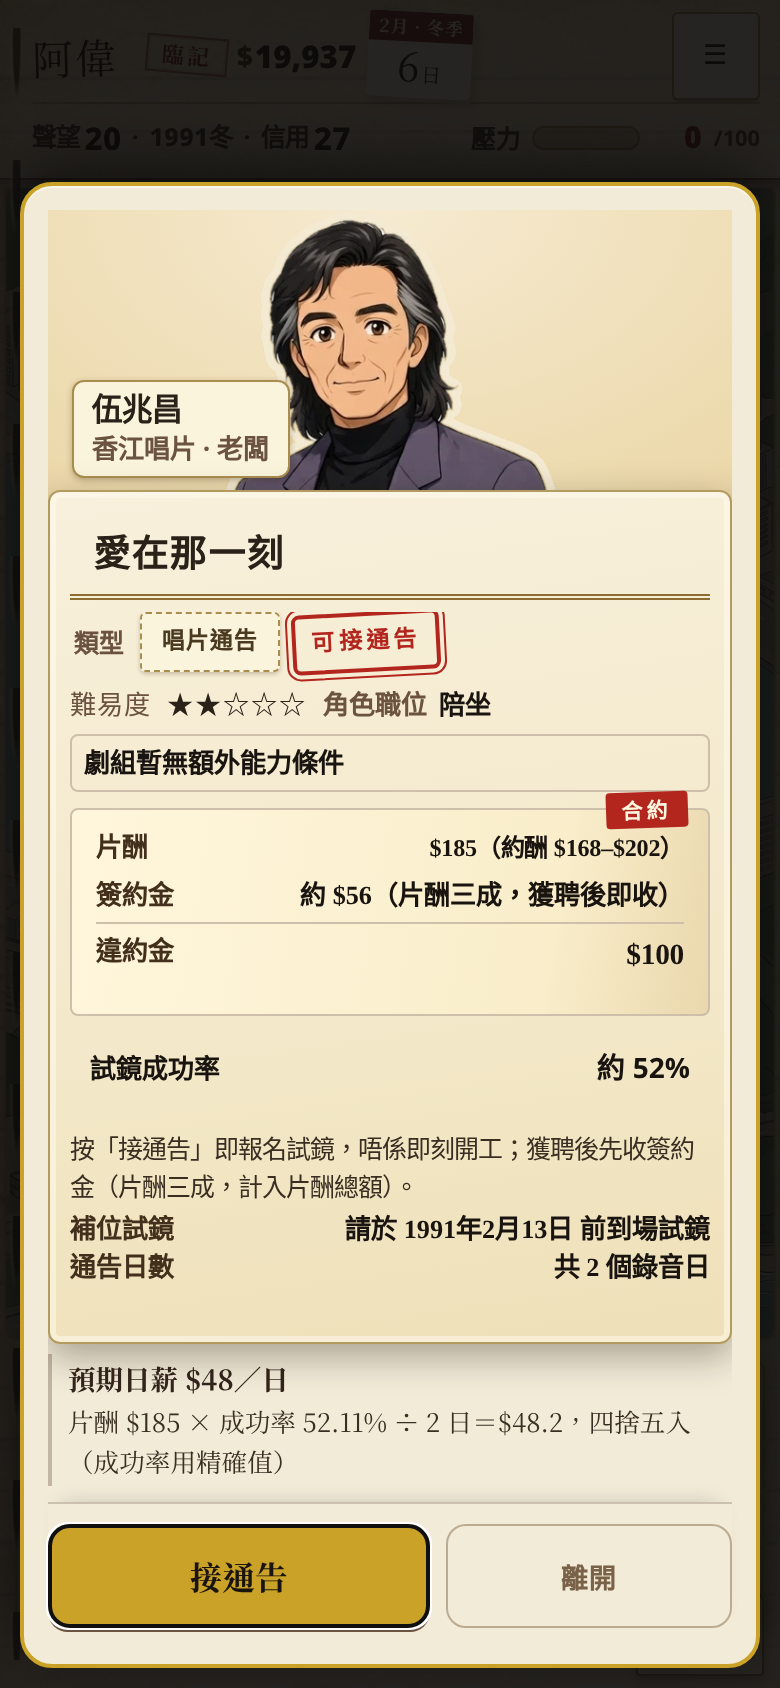 阿偉 臨記 $19,937 2月·冬季 6日 ☰
聲望20 · 1991冬 · 信用27 壓力 0 /100
伍兆昌
香江唱片 · 老闆
愛在那一刻
類型 唱片通告 可接通告
難易度 ★★☆☆☆ 角色職位 陪坐
劇組暫無額外能力條件
合約
片酬 $185（約酬 $168–$202）
簽約金 約 $56（片酬三成，獲聘後即收）
違約金 $100
試鏡成功率 約 52%
按「接通告」即報名試鏡，唔係即刻開工；獲聘後先收簽約
金（片酬三成，計入片酬總額）。
補位試鏡 請於 1991年2月13日 前到場試鏡
通告日數 共 2 個錄音日
預期日薪 $48／日
片酬 $185 × 成功率 52.11% ÷ 2 日＝$48.2，四捨五入
（成功率用精確值）
接通告 離開